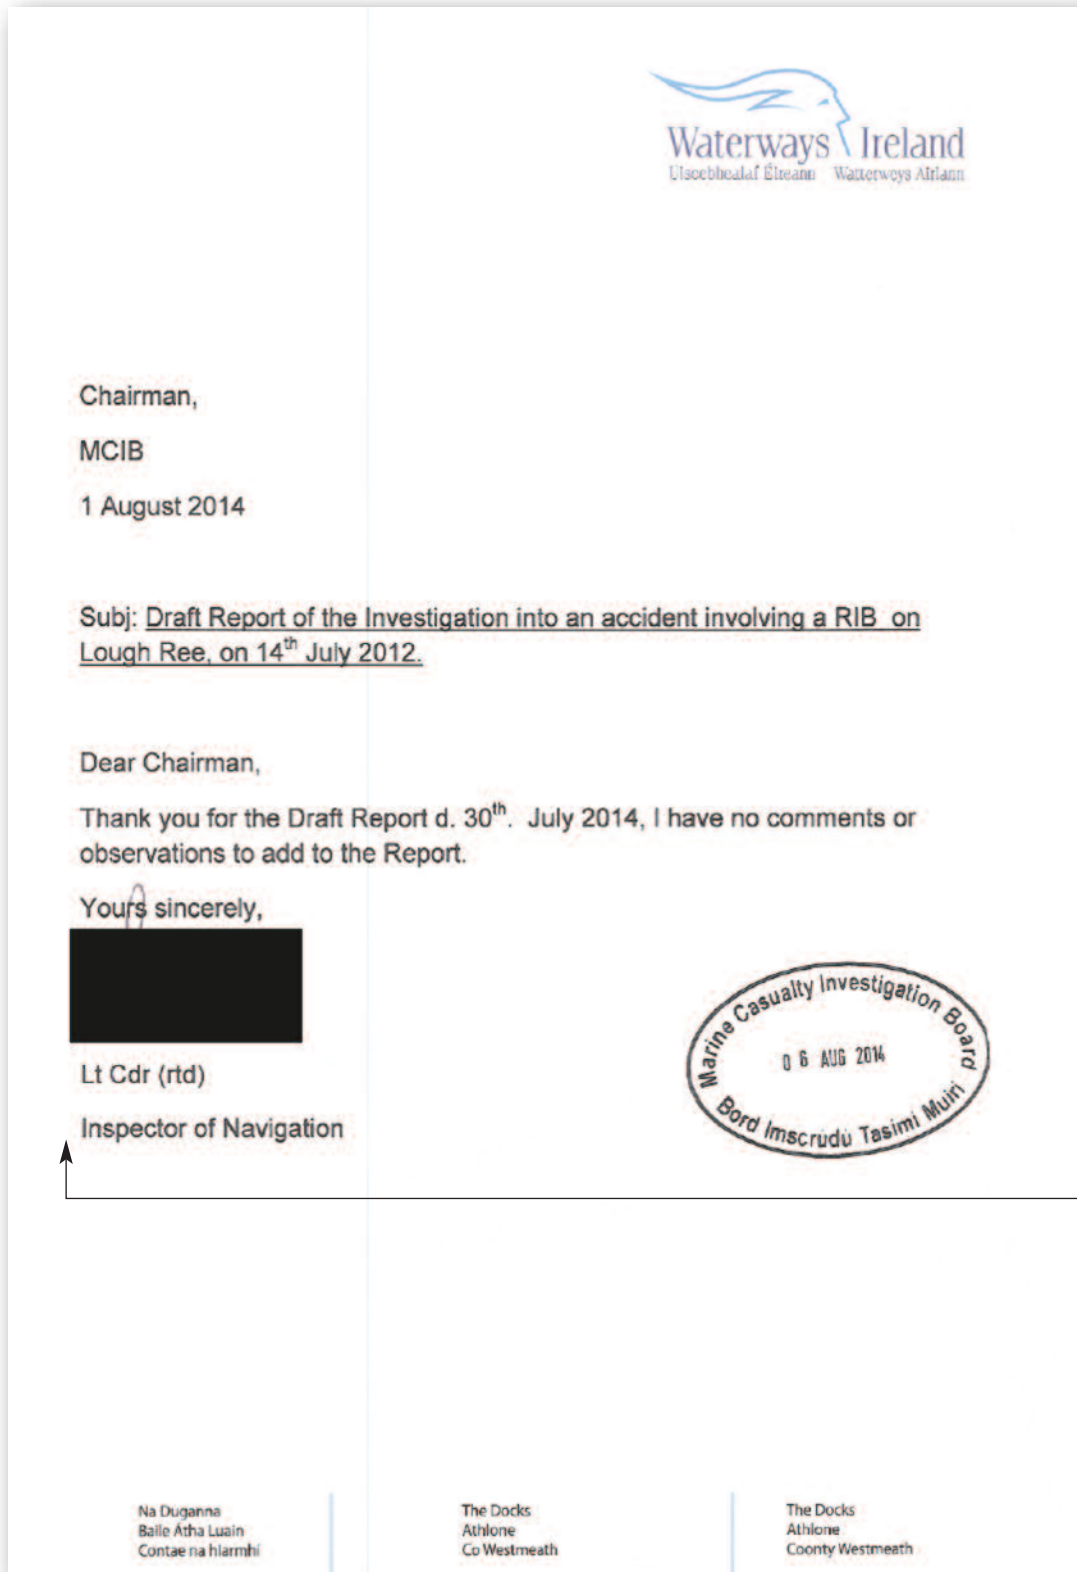 Waterways Ireland
Uiscebhealaí Éireann Watterweys Airlann
Chairman,
MCIB
1 August 2014
Subj: Draft Report of the Investigation into an accident involving a RIB on
Lough Ree, on 14th July 2012.
Dear Chairman,
Thank you for the Draft Report d. 30th. July 2014, I have no comments or
observations to add to the Report.
Yours sincerely,
Lt Cdr (rtd)
Inspector of Navigation
Marine Casualty Investigation Board
06 AUG 2014
Bord Imscrúdú Taismí Muirí
Na Duganna
Baile Átha Luain
Contae na hIarmhí
The Docks
Athlone
Co Westmeath
The Docks
Athlone
Coonty Westmeath